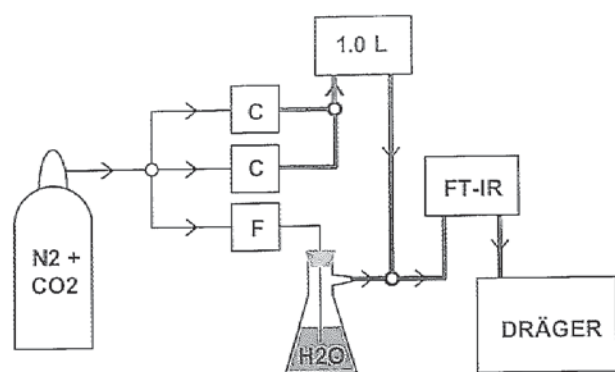 1.0 L
C
C
F
FT-IR
N2 +
CO2
H2O
DRÄGER